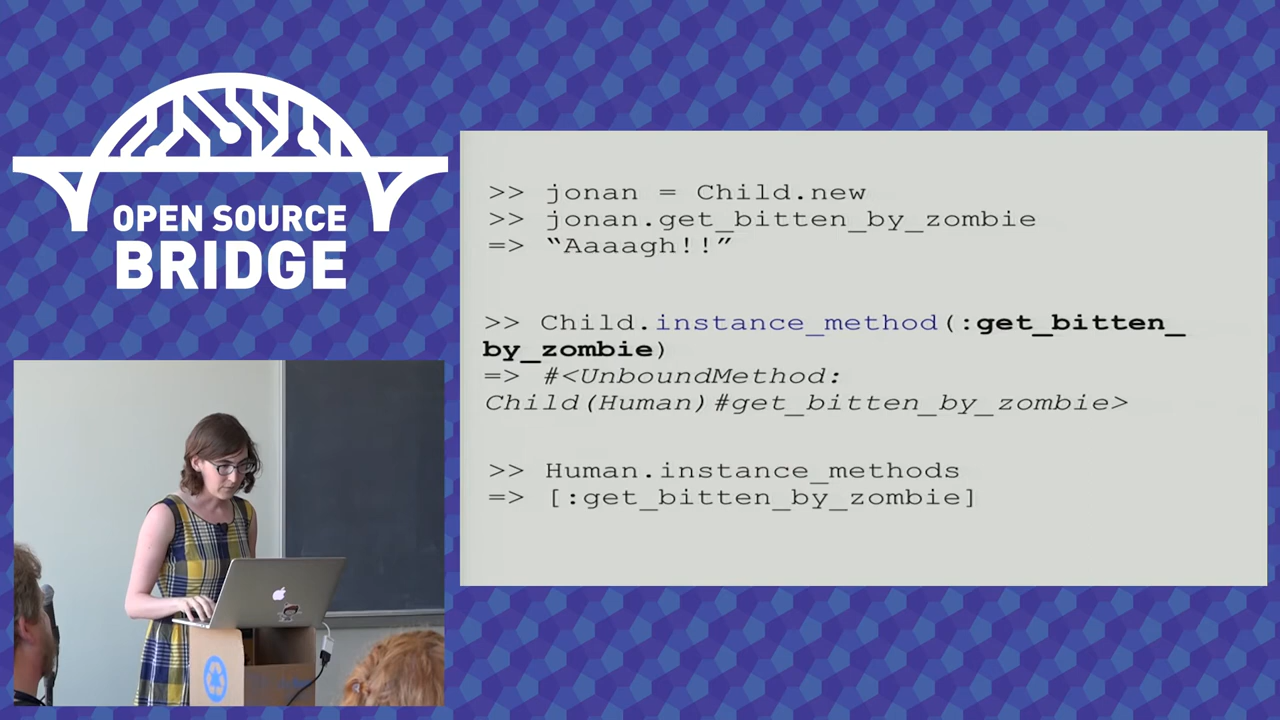 OPEN SOURCE
BRIDGE
>> jonan = Child.new
>> jonan.get_bitten_by_zombie
=> “Aaaagh!!”
>> Child.instance_method(:get_bitten_
by_zombie)
=> #<UnboundMethod:
Child(Human)#get_bitten_by_zombie>
>> Human.instance_methods
=> [:get_bitten_by_zombie]